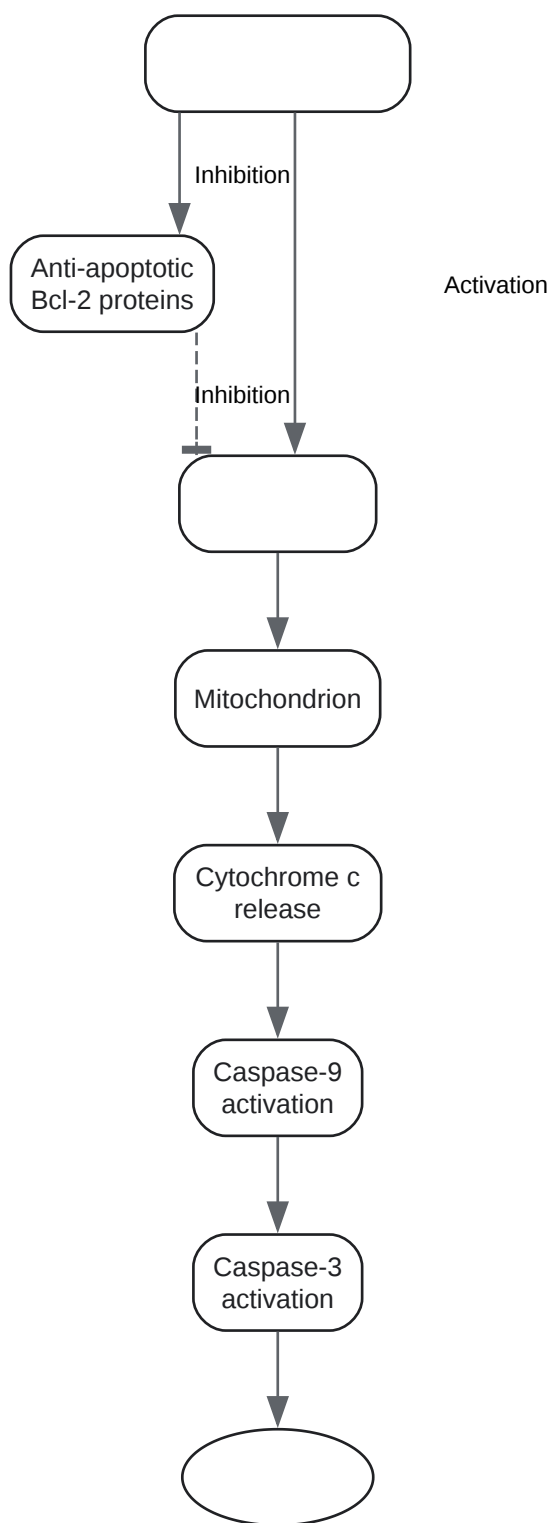 Inhibition
Anti-apoptotic
Bcl-2 proteins
Activation
Inhibition
Mitochondrion
Cytochrome c
release
Caspase-9
activation
Caspase-3
activation